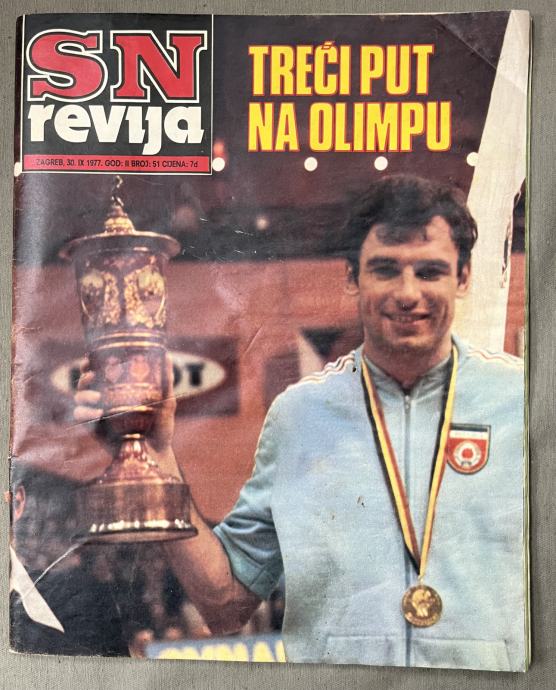 SN
revija
ZAGREB, 30. IX 1977. GOD: II BROJ: 51 CIJENA: 7d
TREĆI PUT
NA OLIMPU